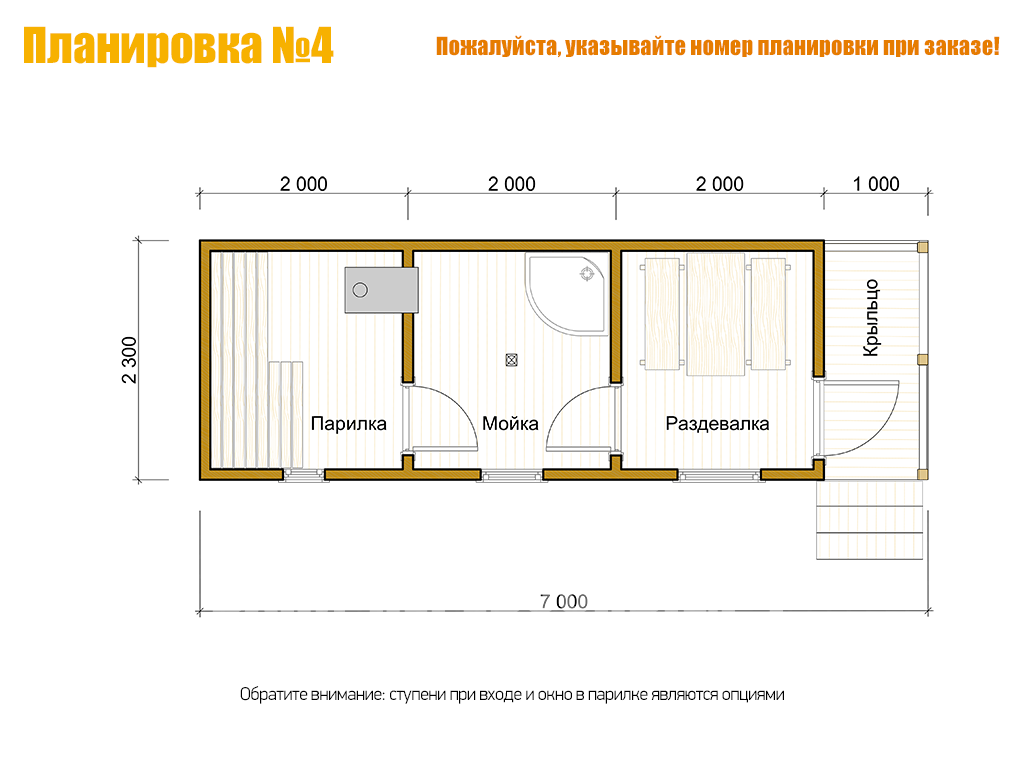 Планировка №4
Пожалуйста, указывайте номер планировки при заказе!
2 000
2 000
2 000
1 000
2 300
Крыльцо
Парилка
Мойка
Раздевалка
7 000
Обратите внимание: ступени при входе и окно в парилке являются опциями